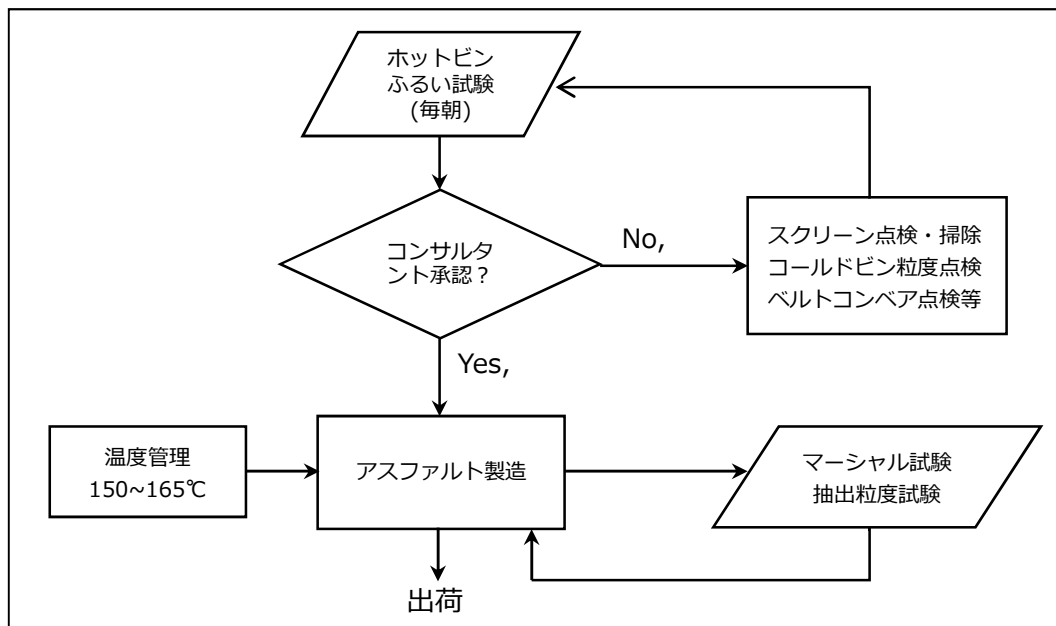 ホットビン
ふるい試験
(毎朝)
コンサルタ
ント承認？
No,
スクリーン点検・掃除
コールドビン粒度点検
ベルトコンベア点検等
Yes,
温度管理
150~165℃
アスファルト製造
マーシャル試験
抽出粒度試験
出荷